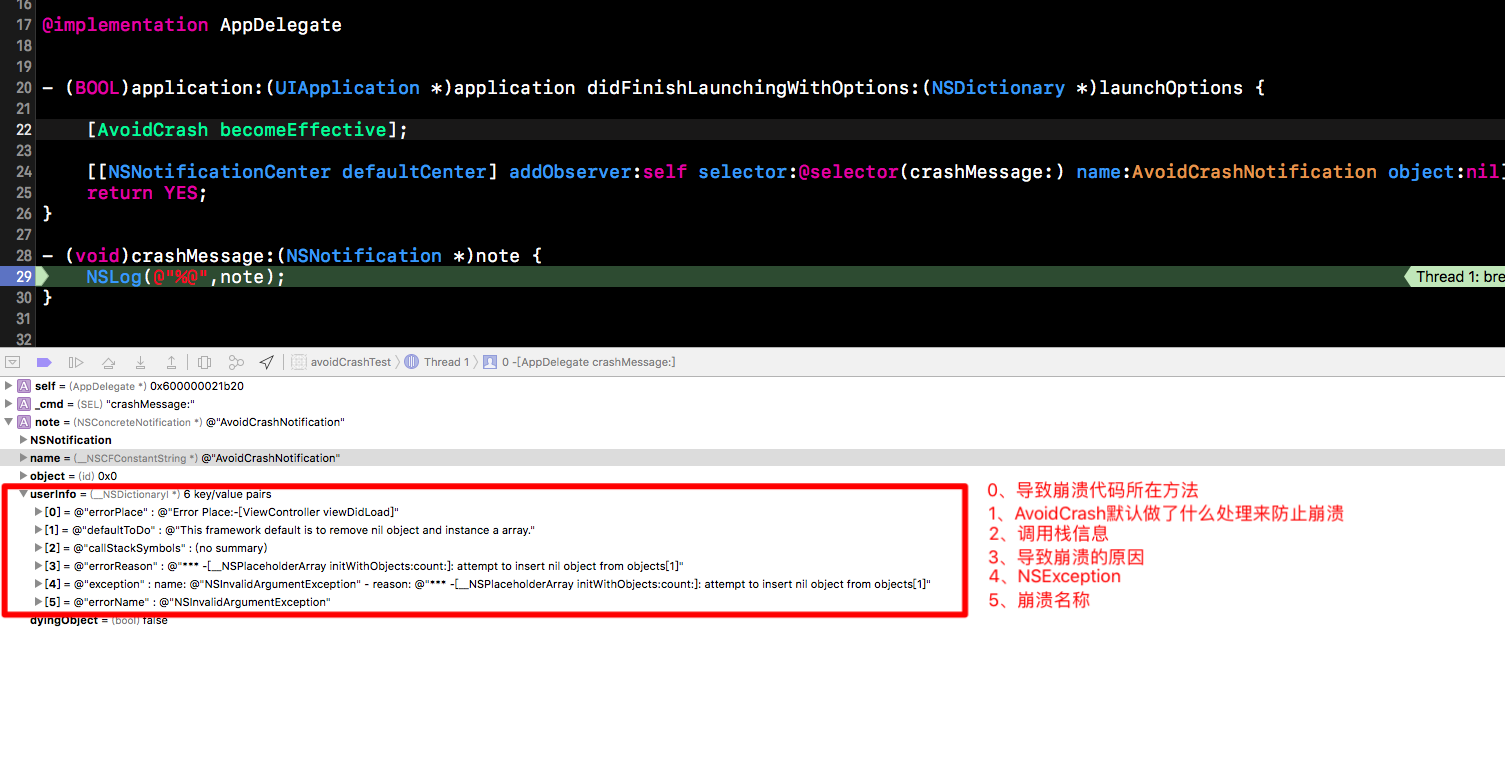 16
17 @implementation AppDelegate
18
19
20 - (BOOL)application:(UIApplication *)application didFinishLaunchingWithOptions:(NSDictionary *)launchOptions {
21
22 [AvoidCrash becomeEffective];
23
24 [[NSNotificationCenter defaultCenter] addObserver:self selector:@selector(crashMessage:) name:AvoidCrashNotification object:nil]
25 return YES;
26 }
27
28 - (void)crashMessage:(NSNotification *)note {
29 NSLog(@"%@",note);
Thread 1: bre
30 }
31
32
avoidCrashTest Thread 1 0 -[AppDelegate crashMessage:]
A self = (AppDelegate *) 0x600000021b20
A _cmd = (SEL) "crashMessage:"
A note = (NSConcreteNotification *) @"AvoidCrashNotification"
NSNotification
name = (__NSCFConstantString *) @"AvoidCrashNotification"
object = (id) 0x0
userInfo = (__NSDictionaryI *) 6 key/value pairs
[0] = @"errorPlace" : @"Error Place:-[ViewController viewDidLoad]"
[1] = @"defaultToDo" : @"This framework default is to remove nil object and instance a array."
[2] = @"callStackSymbols" : (no summary)
[3] = @"errorReason" : @"*** -[__NSPlaceholderArray initWithObjects:count:]: attempt to insert nil object from objects[1]"
[4] = @"exception" : name: @"NSInvalidArgumentException" - reason: @"*** -[__NSPlaceholderArray initWithObjects:count:]: attempt to insert nil object from objects[1]"
[5] = @"errorName" : @"NSInvalidArgumentException"
dyingObject = (bool) false
0、导致崩溃代码所在方法
1、AvoidCrash默认做了什么处理来防止崩溃
2、调用栈信息
3、导致崩溃的原因
4、NSException
5、崩溃名称